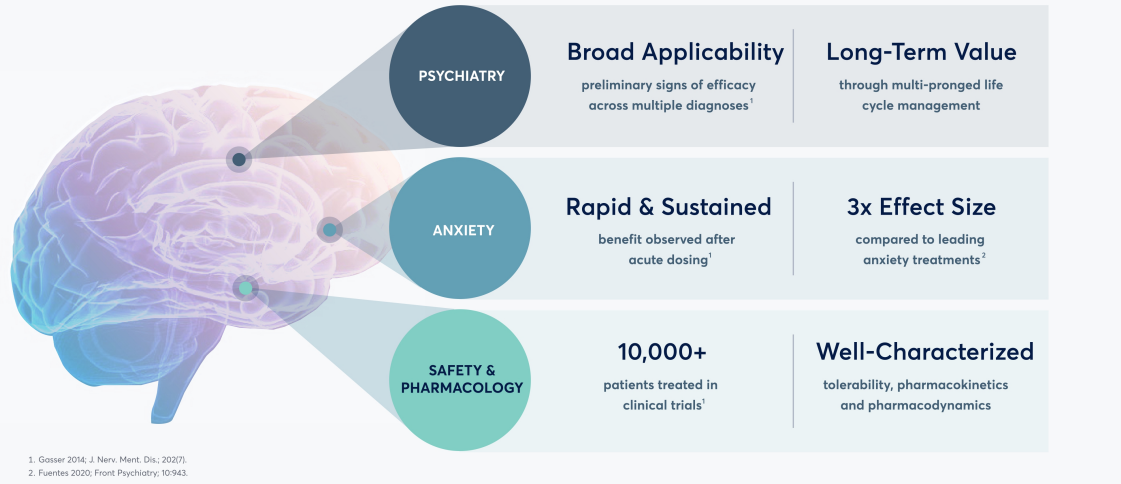 PSYCHIATRY
Broad Applicability
preliminary signs of efficacy
across multiple diagnoses1
Long-Term Value
through multi-pronged life
cycle management
ANXIETY
Rapid & Sustained
benefit observed after
acute dosing1
3x Effect Size
compared to leading
anxiety treatments2
SAFETY &
PHARMACOLOGY
10,000+
patients treated in
clinical trials1
Well-Characterized
tolerability, pharmacokinetics
and pharmacodynamics
1. Gasser 2014; J. Nerv. Ment. Dis.; 202(7).
2. Fuentes 2020; Front Psychiatry; 10:943.